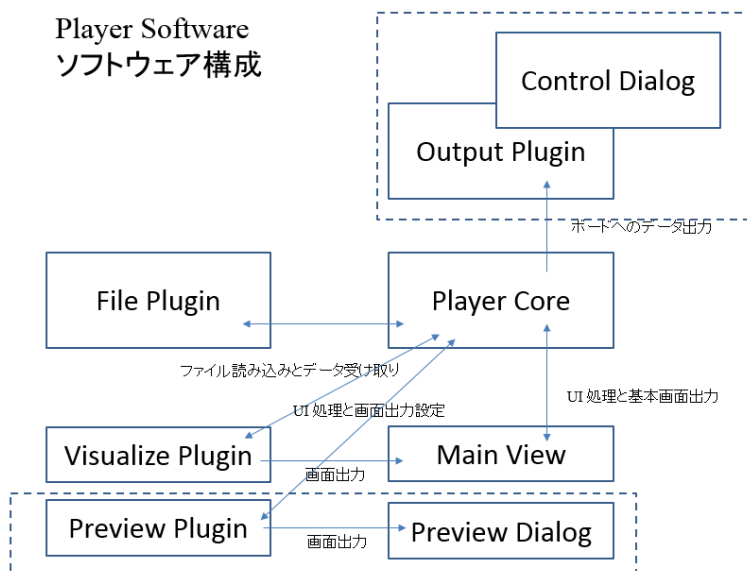 Player Software
ソフトウェア構成
Control Dialog
Output Plugin
ボードへのデータ出力
File Plugin
Player Core
ファイル読み込みとデータ受け取り
UI 処理と基本画面出力
UI 処理と画面出力設定
Visualize Plugin
画面出力
Main View
Preview Plugin
画面出力
Preview Dialog